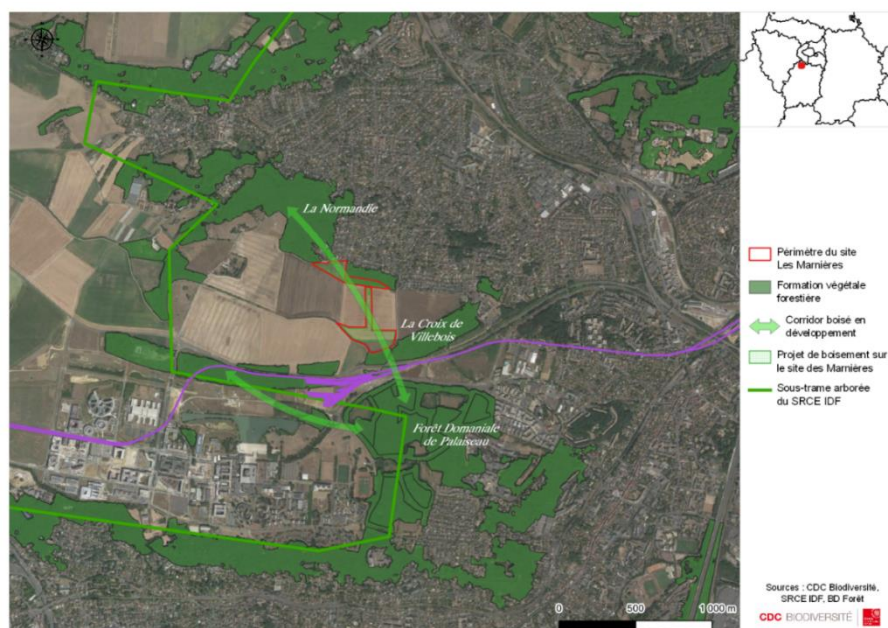 La Normandie
La Croix de
Villebois
Forêt Domaniale
de Palaiseau
Périmètre du site
Les Marnières
Formation végétale
forestière
Corridor boisé en
développement
Projet de boisement sur
le site des Marnières
Sous-trame arborée
du SRCE IDF
Sources : CDC Biodiversité,
SRCE IDF, BD Forêt
0 500 1 000 m
CDC BIODIVERSITÉ